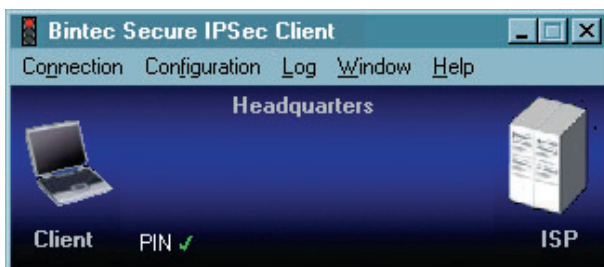 Bintec Secure IPSec Client
Connection Configuration Log Window Help
Headquarters
Client PIN ✓ ISP